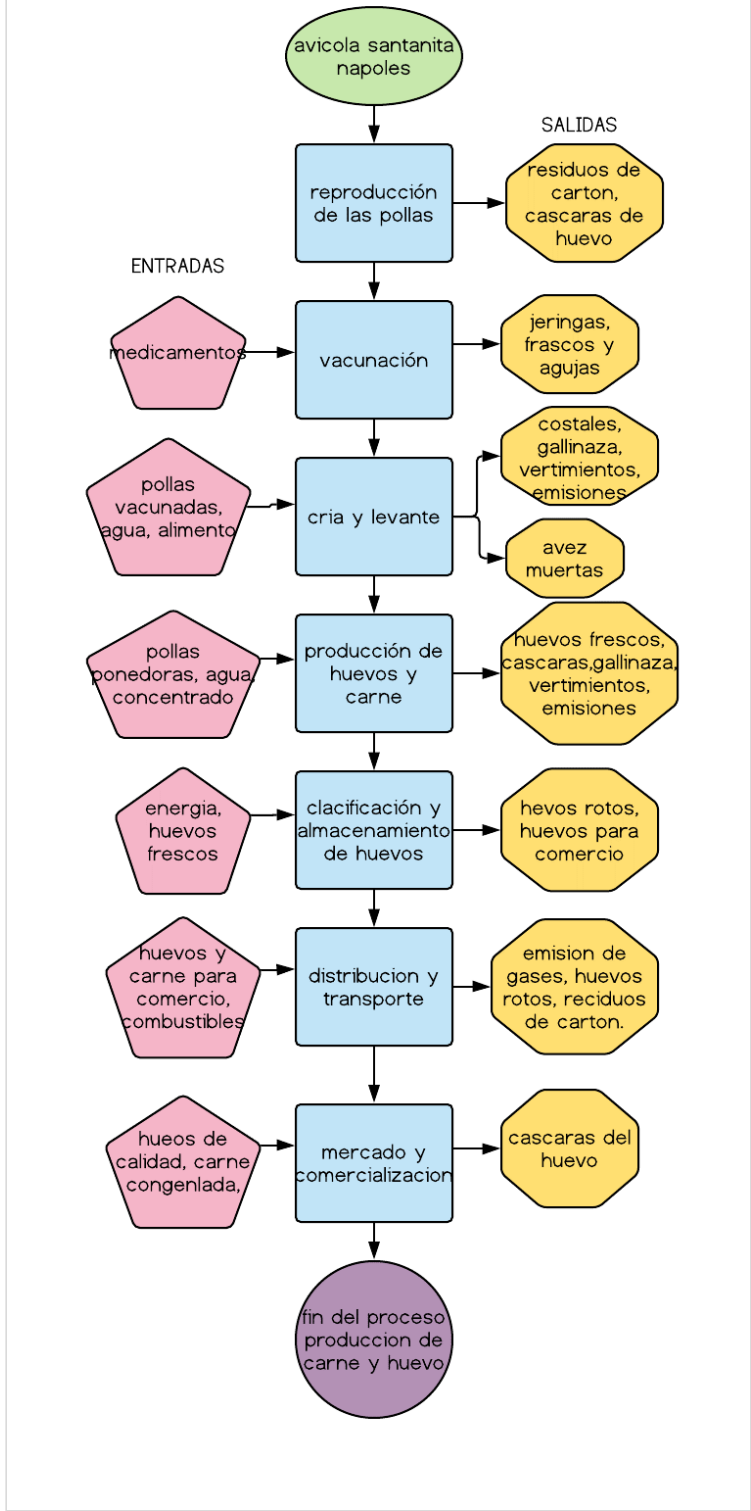 avicola santanita
napoles
SALIDAS
reproducción
de las pollas
residuos de
carton,
cascaras de
huevo
ENTRADAS
medicamentos
vacunación
jeringas,
frascos y
agujas
pollas
vacunadas,
agua, alimento
cria y levante
costales,
gallinaza,
vertimientos,
emisiones
avez
muertas
pollas
ponedoras, agua,
concentrado
producción de
huevos y
carne
huevos frescos,
cascaras,gallinaza,
vertimientos,
emisiones
energia,
huevos
frescos
clacificación y
almacenamiento
de huevos
hevos rotos,
huevos para
comercio
huevos y
carne para
comercio,
combustibles
distribucion y
transporte
emision de
gases, huevos
rotos, reciduos
de carton.
hueos de
calidad, carne
congenlada,
mercado y
comercializacion
cascaras del
huevo
fin del proceso
produccion de
carne y huevo